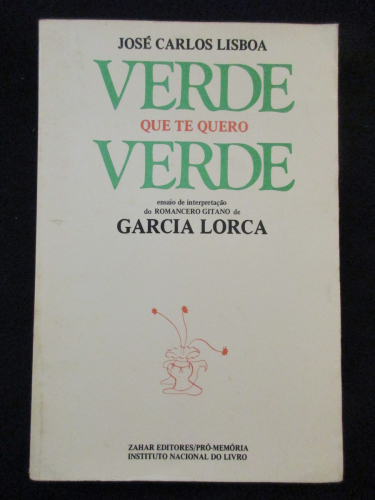 JOSÉ CARLOS LISBOA
VERDE
QUE TE QUERO
VERDE
ensaio de interpretação
do ROMANCERO GITANO de
GARCIA LORCA
ZAHAR EDITORES/PRÓ-MEMÓRIA
INSTITUTO NACIONAL DO LIVRO